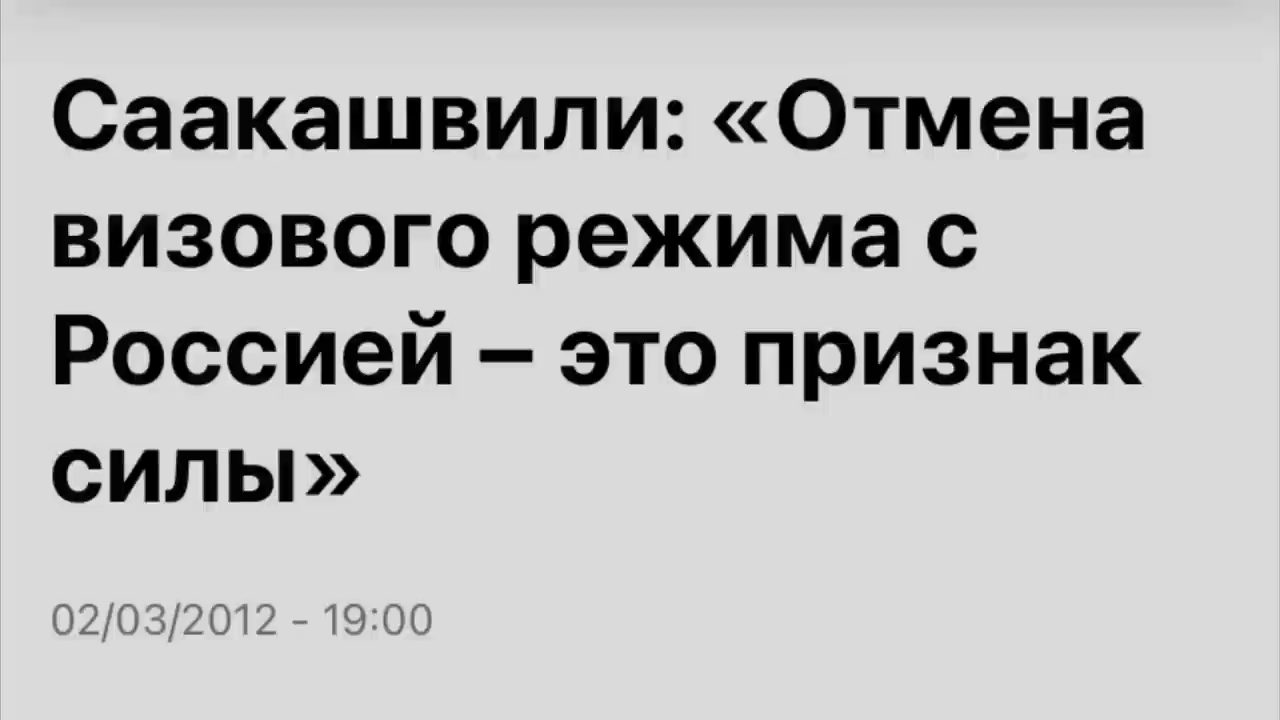 Саакашвили: «Отмена
визового режима с
Россией – это признак
силы»
02/03/2012 - 19:00